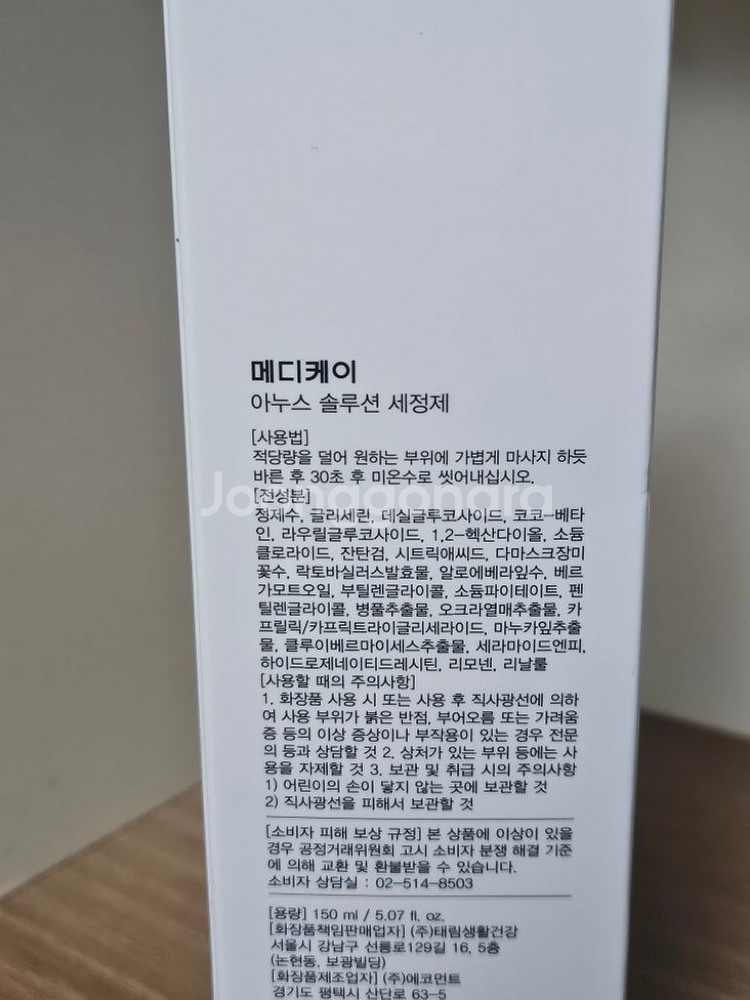 메디케이
아누스 솔루션 세정제
[사용법]
적당량을 덜어 원하는 부위에 가볍게 마사지 하듯
바른 후 30초 후 미온수로 씻어내십시오.
Joonggonara
[전성분]
정제수, 글리세린, 데실글루코사이드, 코코-베타
인, 라우릴글루코사이드, 1,2-헥산다이올, 소듐
클로라이드, 잔탄검, 시트릭애씨드, 다마스크장미
꽃수, 락토바실러스발효물, 알로에베라잎수, 베르
가모트오일, 부틸렌글라이콜, 소듐파이테이트, 펜
틸렌글라이콜, 병풀추출물, 오크라열매추출물, 카
프릴릭/카프릭트라이글리세라이드, 마누카잎추출
물, 클루이베르마이세스추출물, 세라마이드엔피,
하이드로제네이티드레시틴, 리모넨, 리날룰
[사용할 때의 주의사항]
1. 화장품 사용 시 또는 사용 후 직사광선에 의하
여 사용 부위가 붉은 반점, 부어오름 또는 가려움
증 등의 이상 증상이나 부작용이 있는 경우 전문
의 등과 상담할 것 2. 상처가 있는 부위 등에는 사
용을 자제할 것 3. 보관 및 취급 시의 주의사항
1) 어린이의 손이 닿지 않는 곳에 보관할 것
2) 직사광선을 피해서 보관할 것
[소비자 피해 보상 규정] 본 상품에 이상이 있을
경우 공정거래위원회 고시 소비자 분쟁 해결 기준
에 의해 교환 및 환불받을 수 있습니다.
소비자 상담실 : 02-514-8503
[용량] 150 ml / 5.07 fl. oz.
[화장품책임판매업자] (주)태림생활건강
서울시 강남구 선릉로129길 16, 5층
(논현동, 보광빌딩)
[화장품제조업자] (주)에코먼트
경기도 평택시 산단로 63-5